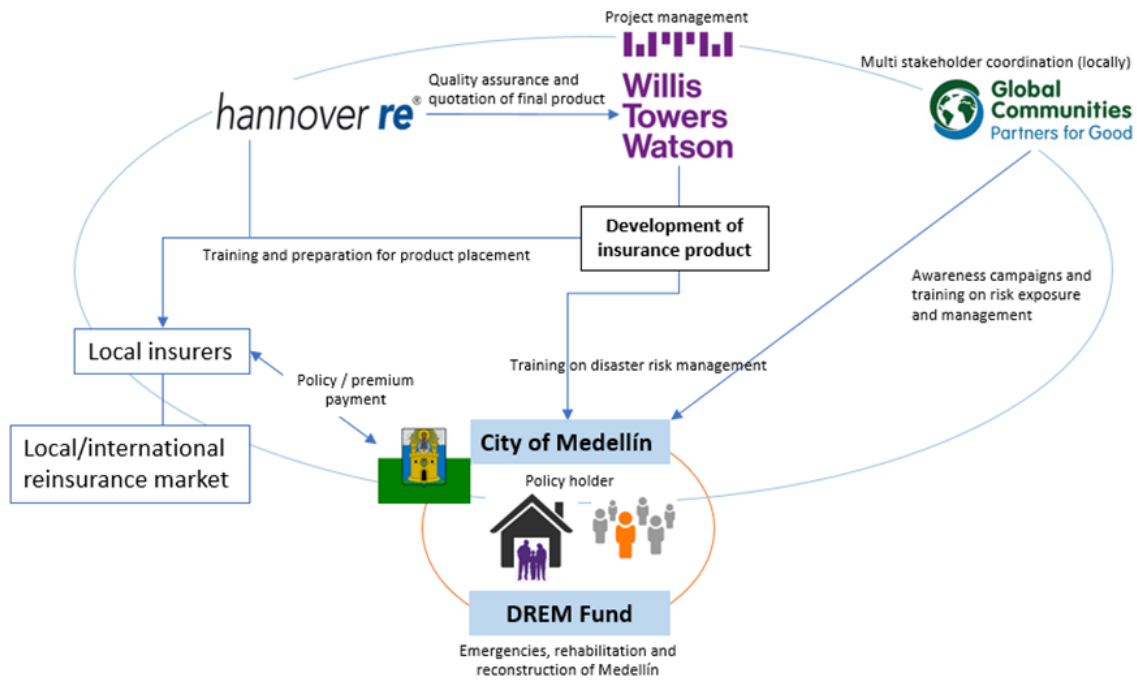 Project management
Multi stakeholder coordination (locally)
Quality assurance and
quotation of final product
hannover re®
Willis
Towers
Watson
Global
Communities
Partners for Good
Development of
insurance product
Training and preparation for product placement
Awareness campaigns and
training on risk exposure
and management
Local insurers
Training on disaster risk management
Policy / premium
payment
Local/international
reinsurance market
City of Medellín
Policy holder
DREM Fund
Emergencies, rehabilitation and
reconstruction of Medellín